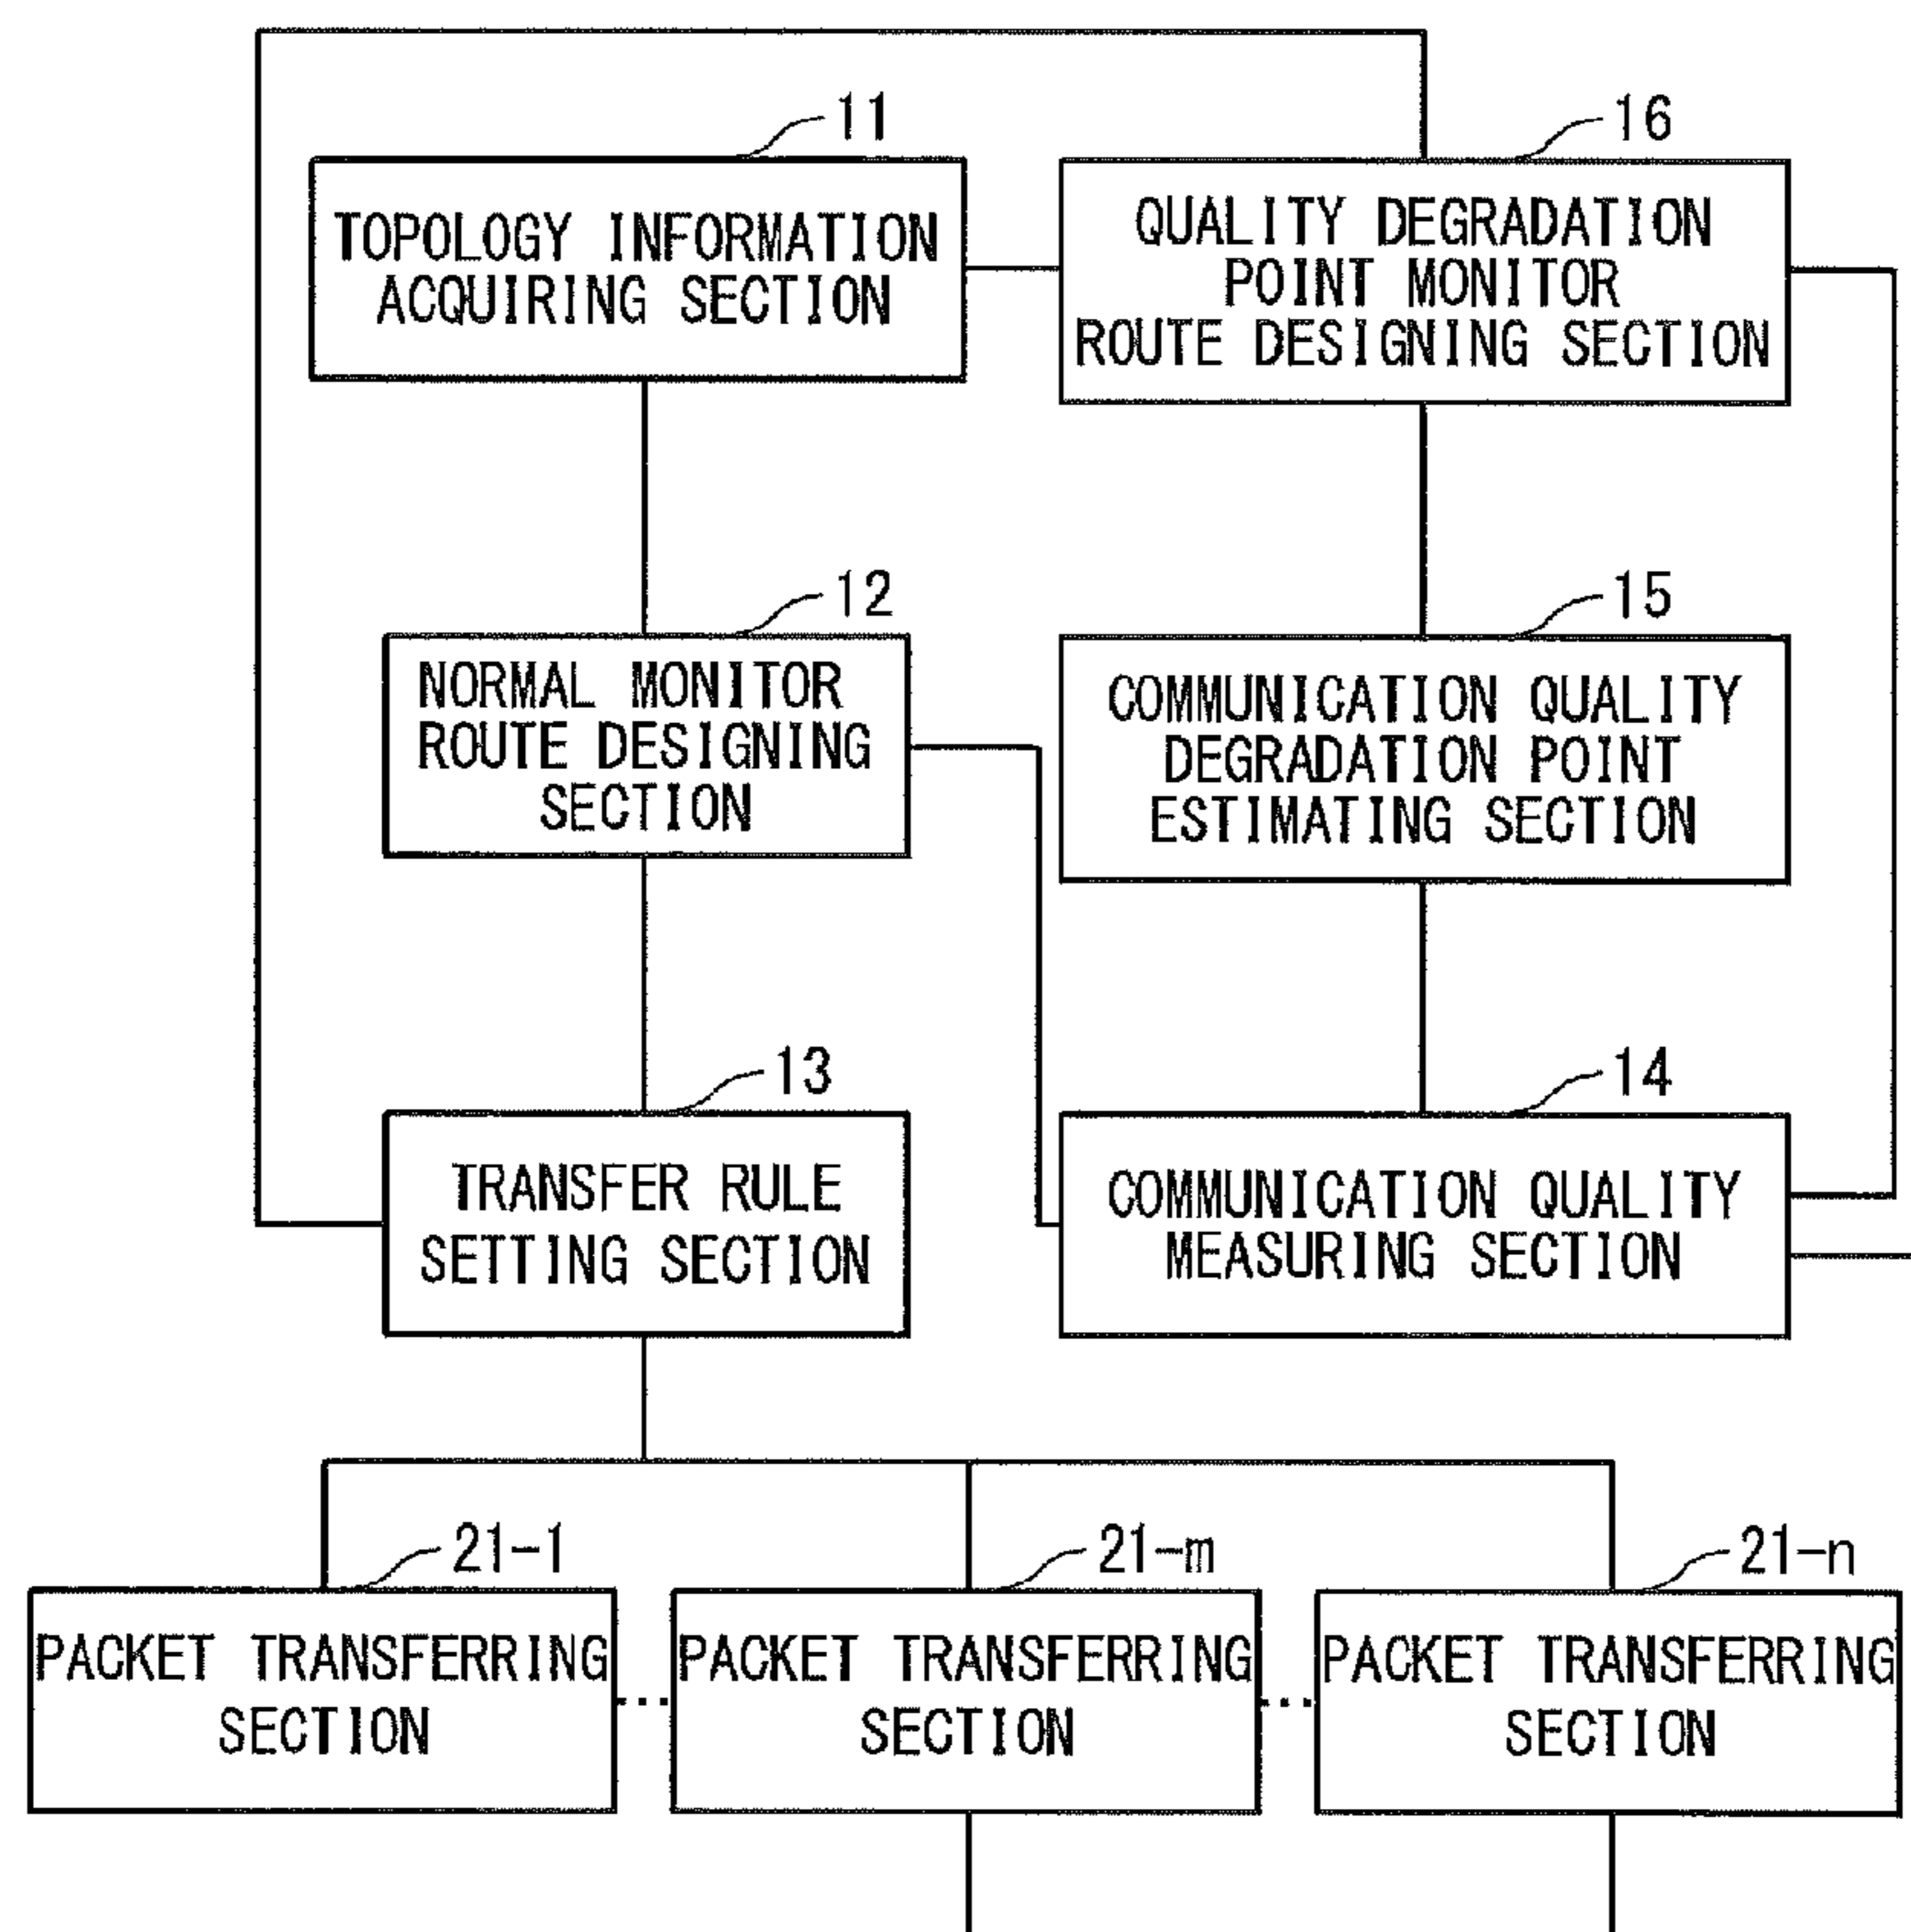 11
TOPOLOGY INFORMATION
ACQUIRING SECTION
16
QUALITY DEGRADATION
POINT MONITOR
ROUTE DESIGNING SECTION
12
NORMAL MONITOR
ROUTE DESIGNING
SECTION
15
COMMUNICATION QUALITY
DEGRADATION POINT
ESTIMATING SECTION
13
TRANSFER RULE
SETTING SECTION
14
COMMUNICATION QUALITY
MEASURING SECTION
21-1
PACKET TRANSFERRING
SECTION
21-m
PACKET TRANSFERRING
SECTION
21-n
PACKET TRANSFERRING
SECTION